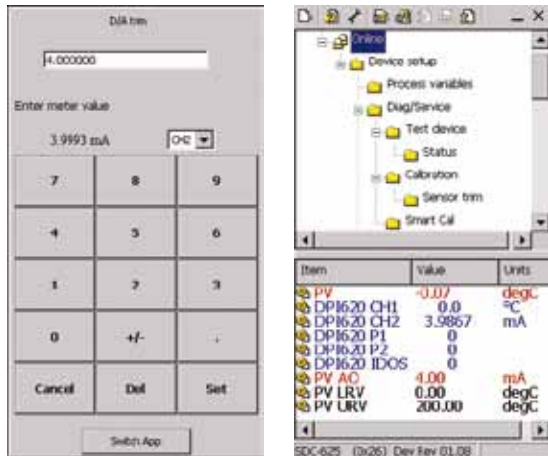 D/A trim
4.000000
Enter meter value
3.9993 mA
CH2
7 8 9
4 5 6
1 2 3
0 +/- .
Cancel Del Set
Switch App
Online
Device setup
Process variables
Diag/Service
Test device
Status
Calibration
Sensor trim
Smart Cal
Item Value Units
PV -0.07 degC
DPI620 CH1 0.0 °C
DPI620 CH2 3.9867 mA
DPI620 P1 0
DPI620 P2 0
DPI620 IDOS 0
PV AO 4.00 mA
PV LRV 0.00 degC
PV URV 200.00 degC
SDC-625 (0x26) Dev Rev 01.08